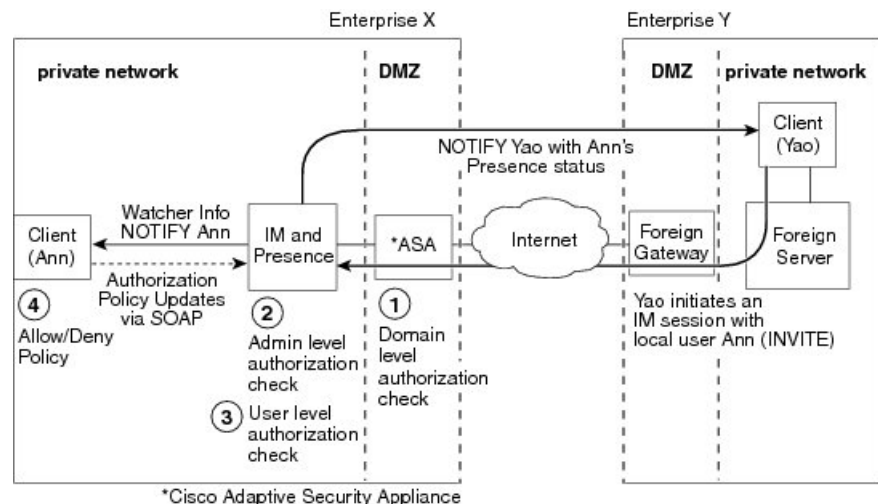 Enterprise X
Enterprise Y
private network
DMZ
DMZ
private network
Client
(Yao)
NOTIFY Yao with Ann's
Presence status
Watcher Info
NOTIFY Ann
Client
(Ann)
IM and
Presence
*ASA
Internet
Foreign
Gateway
Foreign
Server
Authorization
Policy Updates
via SOAP
4
Allow/Deny
Policy
2
Admin level
authorization
check
3
User level
authorization
check
1
Domain
level
authorization
check
Yao initiates an
IM session with
local user Ann (INVITE)
*Cisco Adaptive Security Appliance